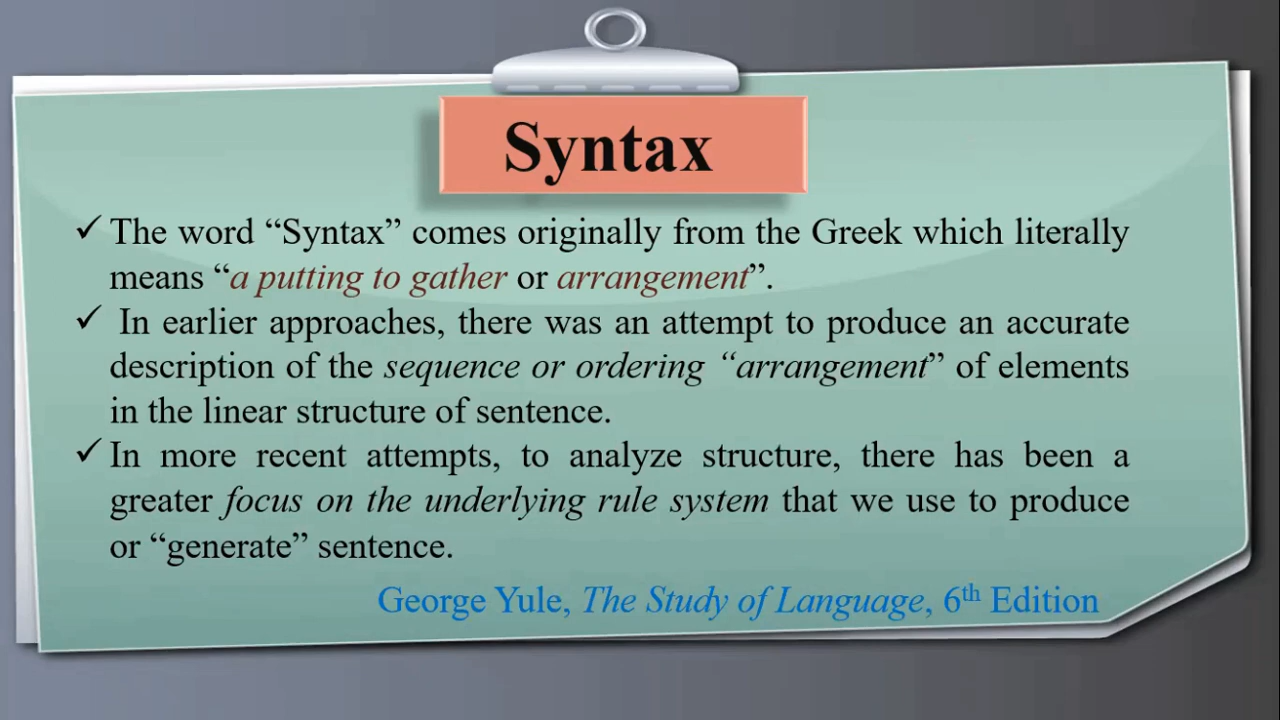 Syntax
✓ The word “Syntax” comes originally from the Greek which literally
means “a putting to gather or arrangement”.
✓ In earlier approaches, there was an attempt to produce an accurate
description of the sequence or ordering “arrangement” of elements
in the linear structure of sentence.
✓ In more recent attempts, to analyze structure, there has been a
greater focus on the underlying rule system that we use to produce
or “generate” sentence.
George Yule, The Study of Language, 6th Edition